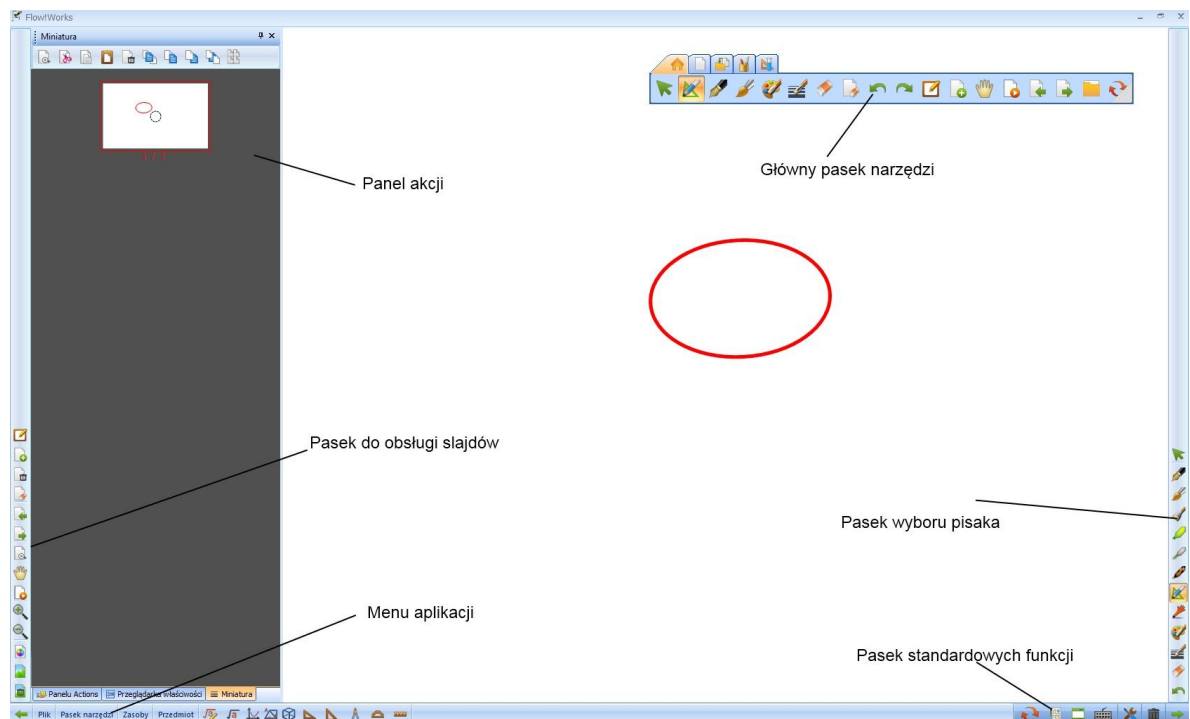 Flow!Works
Miniatura
Panel akcji
Główny pasek narzędzi
Pasek do obsługi slajdów
Pasek wyboru pisaka
Menu aplikacji
Pasek standardowych funkcji
Panelu Actions Przeglądarka właściwości Miniatura
Plik Pasek narzędzi Zasoby Przedmiot